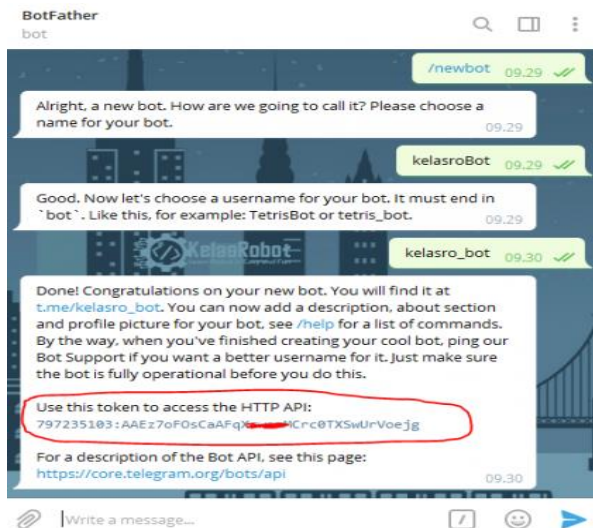 BotFather
bot
/newbot 09.29
Alright, a new bot. How are we going to call it? Please choose a
name for your bot.
09.29
kelasroBot 09.29
Good. Now let's choose a username for your bot. It must end in
`bot`. Like this, for example: TetrisBot or tetris_bot.
09.29
KelasRobot
kelasro_bot 09.30
Done! Congratulations on your new bot. You will find it at
t.me/kelasro_bot. You can now add a description, about section
and profile picture for your bot, see /help for a list of commands.
By the way, when you've finished creating your cool bot, ping our
Bot Support if you want a better username for it. Just make sure
the bot is fully operational before you do this.
Use this token to access the HTTP API:
For a description of the Bot API, see this page:
https://core.telegram.org/bots/api
09.30
Write a message...